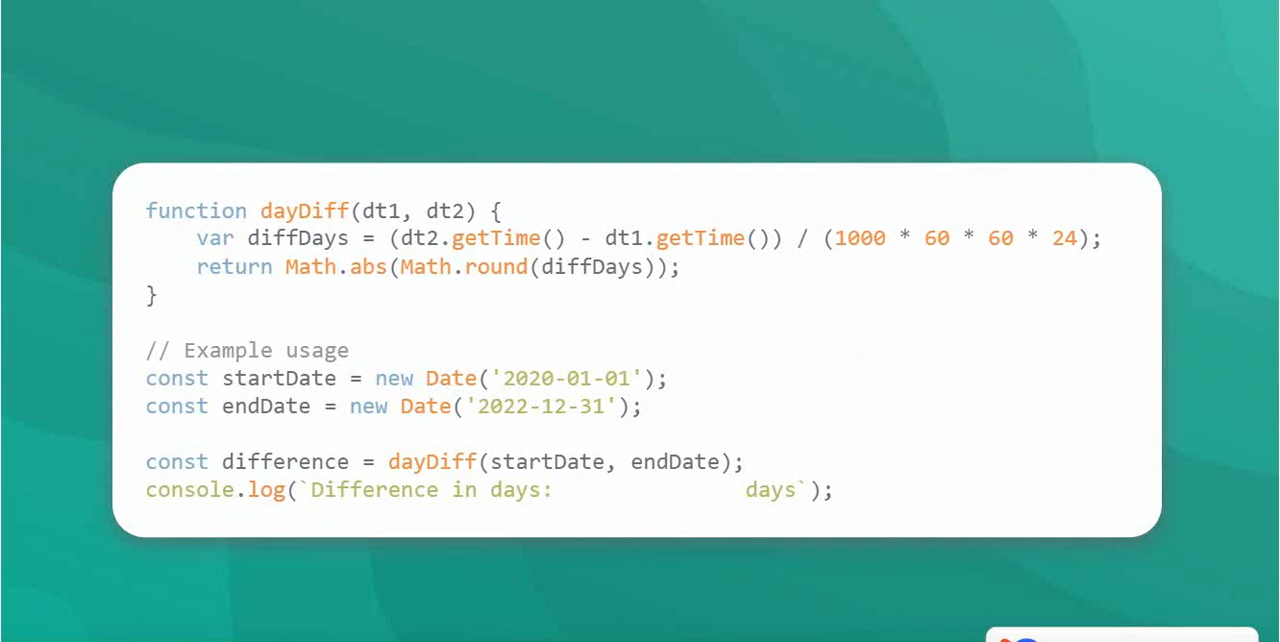 function dayDiff(dt1, dt2) {
    var diffDays = (dt2.getTime() - dt1.getTime()) / (1000 * 60 * 60 * 24);
    return Math.abs(Math.round(diffDays));
}
// Example usage
const startDate = new Date('2020-01-01');
const endDate = new Date('2022-12-31');
const difference = dayDiff(startDate, endDate);
console.log(`Difference in days:               days`);